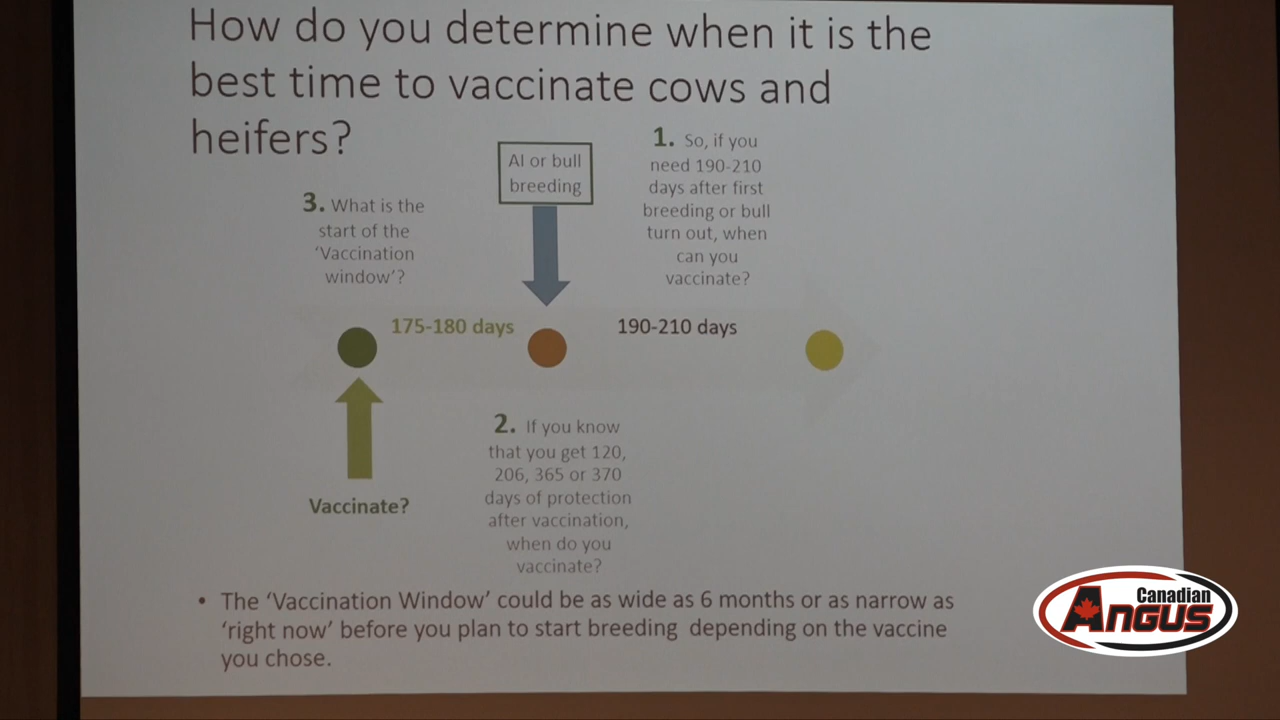 How do you determine when it is the
best time to vaccinate cows and
heifers?
AI or bull
breeding
1. So, if you
need 190-210
days after first
breeding or bull
turn out, when
can you
vaccinate?
3. What is the
start of the
‘Vaccination
window’?
175-180 days
190-210 days
Vaccinate?
2. If you know
that you get 120,
206, 365 or 370
days of protection
after vaccination,
when do you
vaccinate?
• The ‘Vaccination Window’ could be as wide as 6 months or as narrow as
‘right now’ before you plan to start breeding depending on the vaccine
you chose.
Canadian
ANGUS